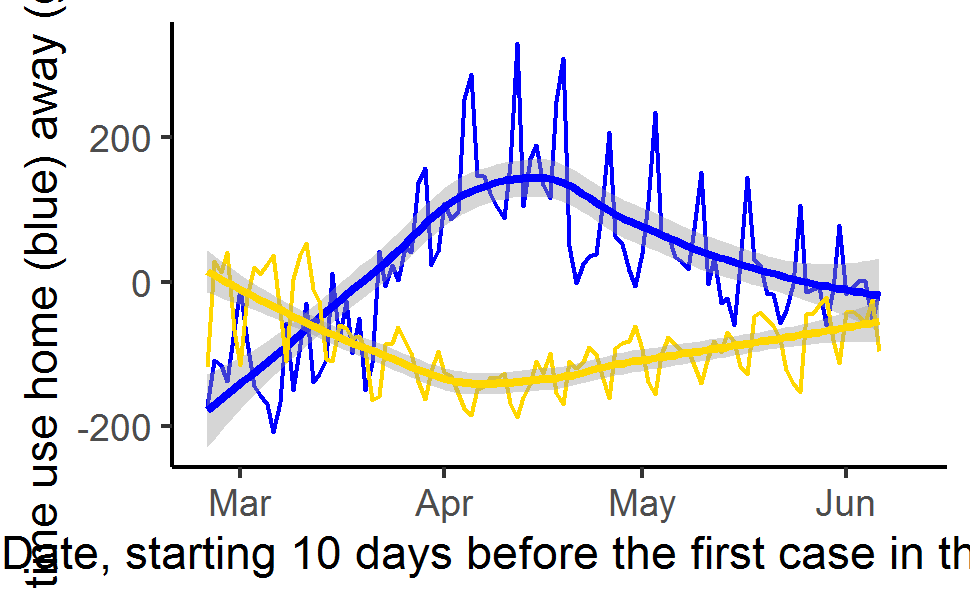 time use home (blue) away (
200
0
-200
Mar Apr May Jun
Date, starting 10 days before the first case in th